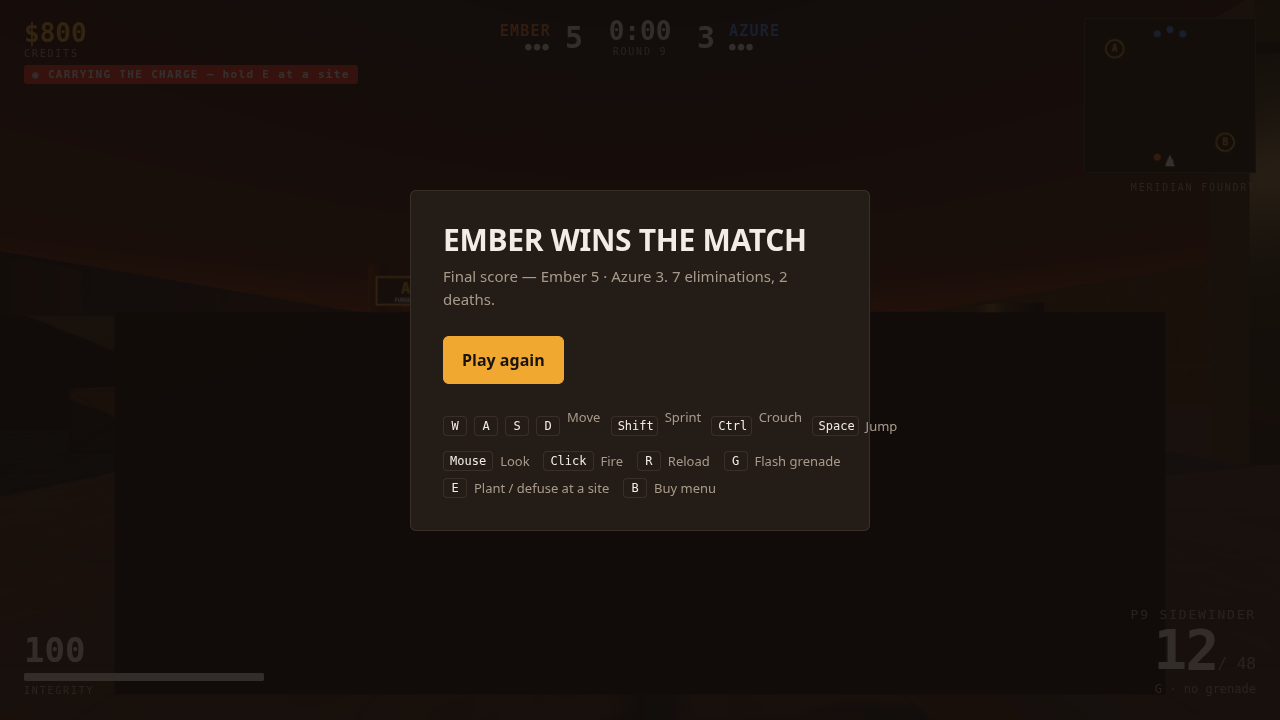 $800
CREDITS
● CARRYING THE CHARGE — hold E at a site
EMBER 5 0:00 3 AZURE
ROUND 9
A
B
MERIDIAN FOUNDRY
A
EMBER WINS THE MATCH
Final score — Ember 5 · Azure 3. 7 eliminations, 2
deaths.
Play again
W A S D Move Shift Sprint Ctrl Crouch Space Jump
Mouse Look Click Fire R Reload G Flash grenade
E Plant / defuse at a site B Buy menu
100
INTEGRITY
P9 SIDEWINDER
12 / 48
G · no grenade